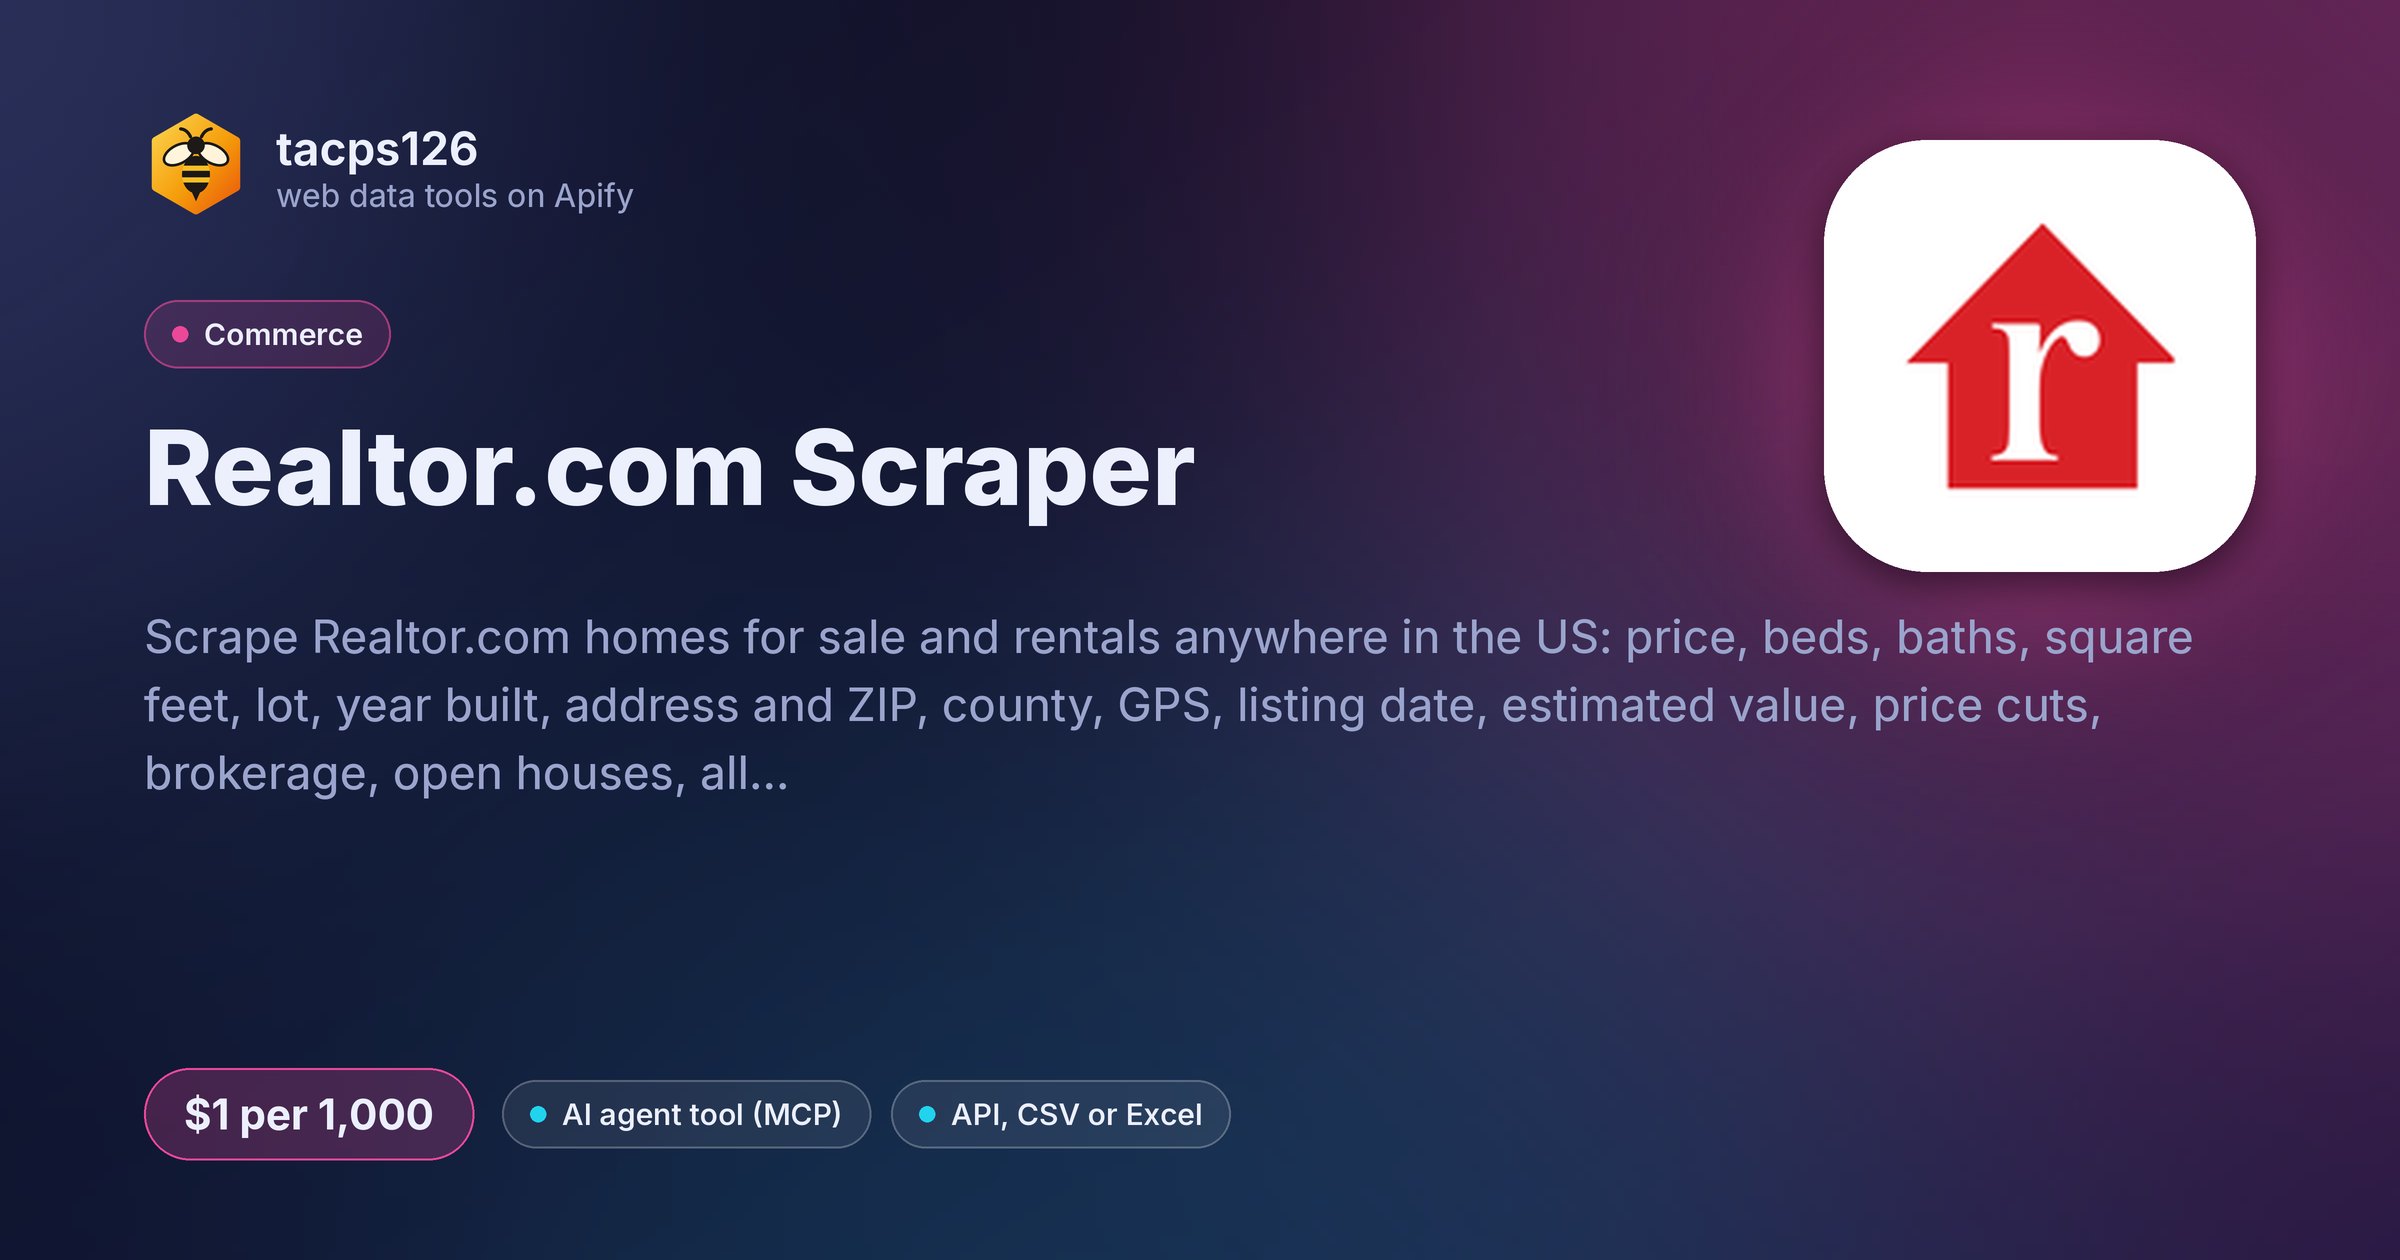 tacps126
web data tools on Apify
Commerce
Realtor.com Scraper
r
Scrape Realtor.com homes for sale and rentals anywhere in the US: price, beds, baths, square
feet, lot, year built, address and ZIP, county, GPS, listing date, estimated value, price cuts,
brokerage, open houses, all...
$1 per 1,000
AI agent tool (MCP)
API, CSV or Excel